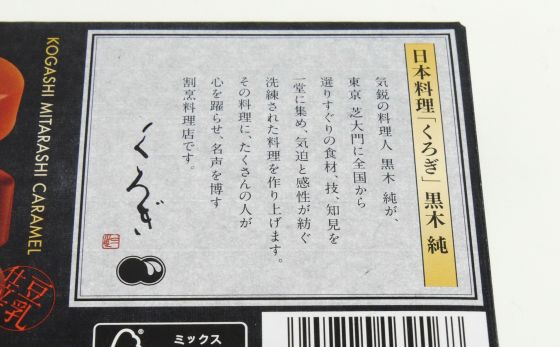 日本料理「くろぎ」黒木 純
気鋭の料理人 黒木 純が、
東京 芝大門に全国から
選りすぐりの食材、技、知見を
一堂に集め、気迫と感性が紡ぐ
洗練された料理を作り上げます。
その料理に、たくさんの人が
心を躍らせ、名声を博す
割烹料理店です。
くろぎ
KOGASHI MITARASHI CARAMEL
豆乳
ミックス